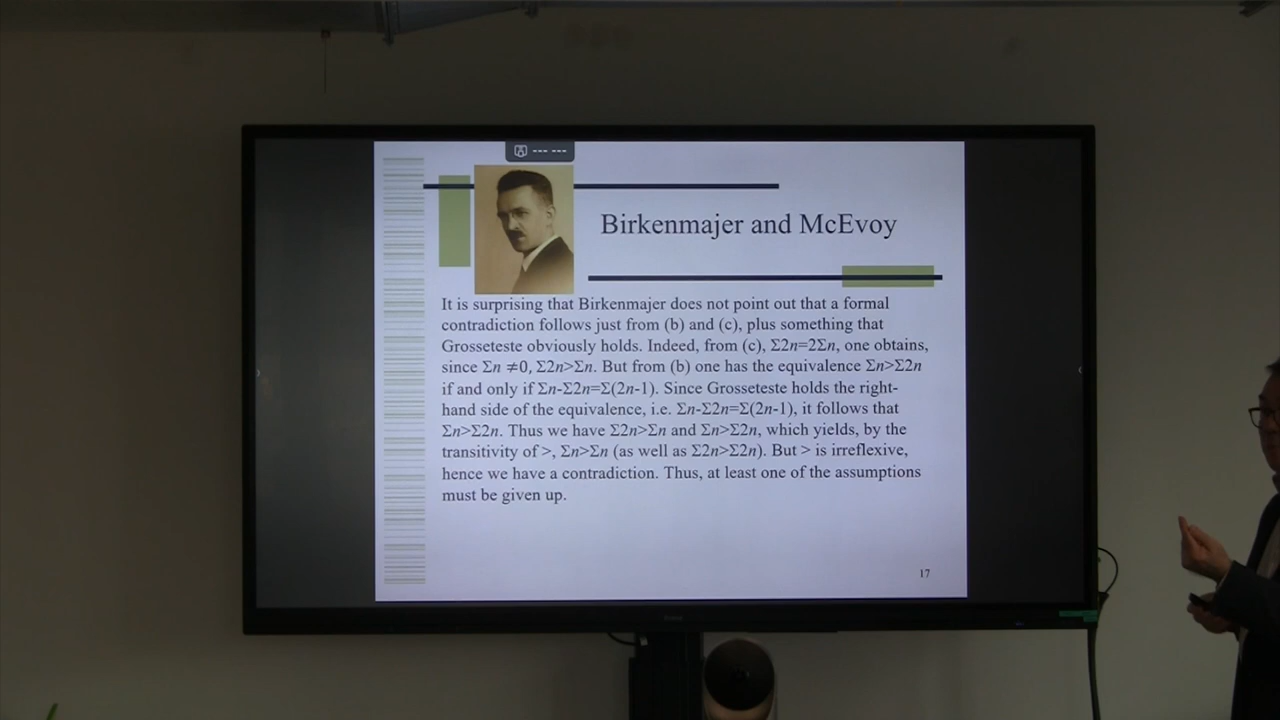 --- ---
Birkenmajer and McEvoy
It is surprising that Birkenmajer does not point out that a formal
contradiction follows just from (b) and (c), plus something that
Grosseteste obviously holds. Indeed, from (c), Σ2n=2Σn, one obtains,
since Σn ≠0, Σ2n>Σn. But from (b) one has the equivalence Σn>Σ2n
if and only if Σn-Σ2n=Σ(2n-1). Since Grosseteste holds the right-
hand side of the equivalence, i.e. Σn-Σ2n=Σ(2n-1), it follows that
Σn>Σ2n. Thus we have Σ2n>Σn and Σn>Σ2n, which yields, by the
transitivity of >, Σn>Σn (as well as Σ2n>Σ2n). But > is irreflexive,
hence we have a contradiction. Thus, at least one of the assumptions
must be given up.
17